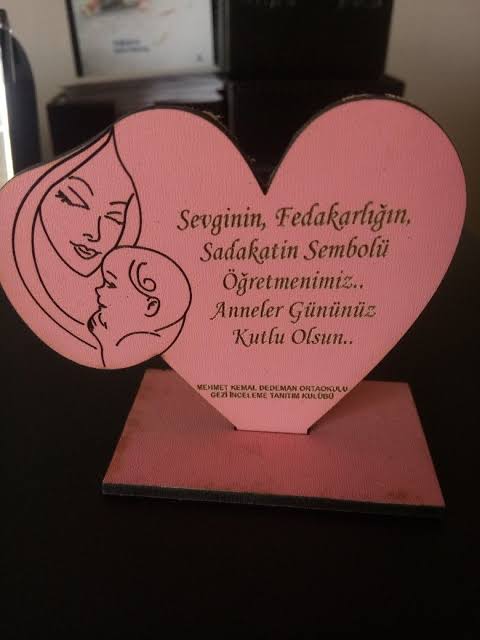 Sevginin, Fedakarlığın,
Sadakatin Sembolü
Öğretmenimiz..
Anneler Gününüz
Kutlu Olsun..
MEHMET KEMAL DEDEMAN ORTAOKULU
GEZİ İNCELEME TANITIM KULÜBÜ